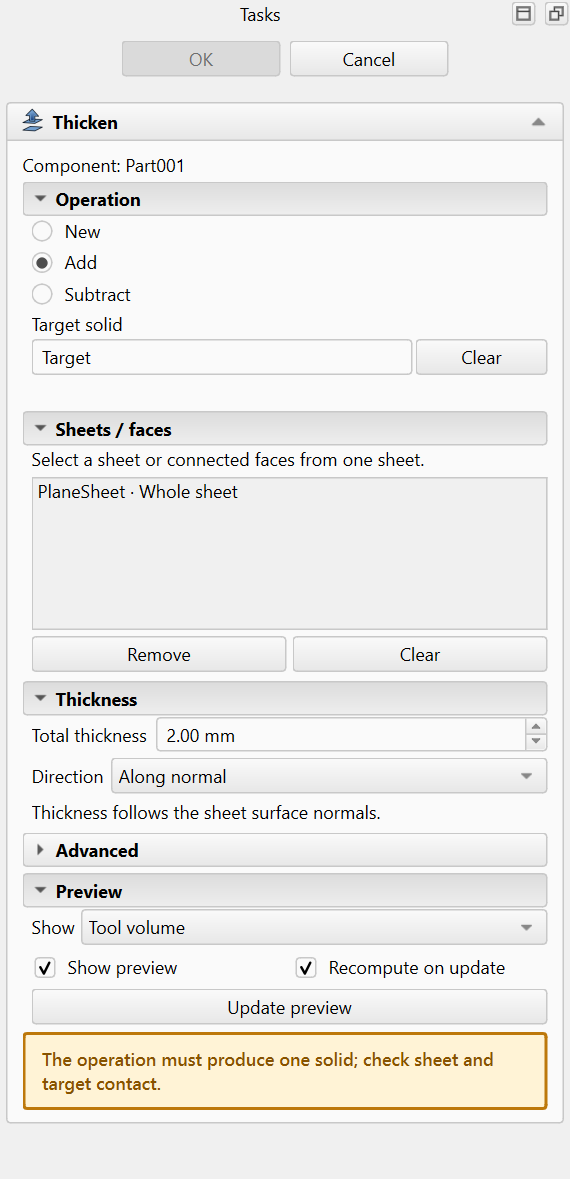 Tasks
OK
Cancel
Thicken
Component: Part001
Operation
New
Add
Subtract
Target solid
Target
Clear
Sheets / faces
Select a sheet or connected faces from one sheet.
PlaneSheet · Whole sheet
Remove
Clear
Thickness
Total thickness
2.00 mm
Direction
Along normal
Thickness follows the sheet surface normals.
Advanced
Preview
Show
Tool volume
Show preview
Recompute on update
Update preview
The operation must produce one solid; check sheet and
target contact.